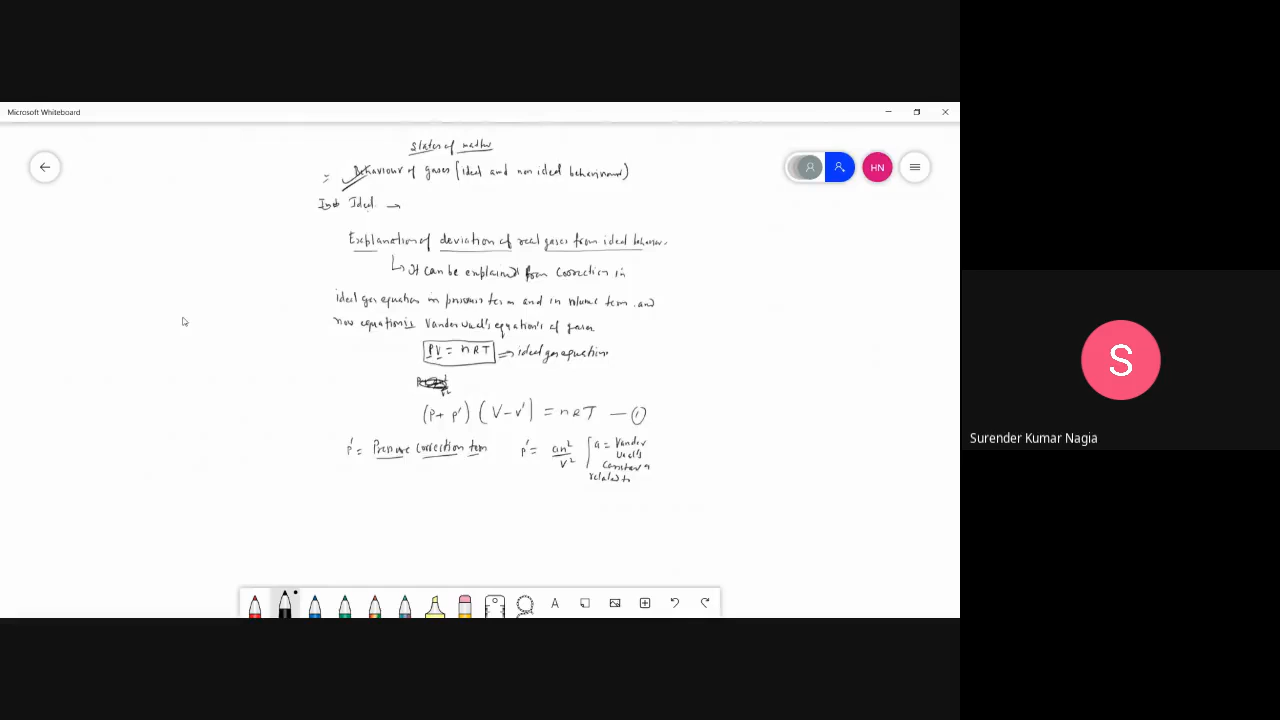 Microsoft Whiteboard
States of matter
= Behaviour of gases (ideal and non ideal behaviour)
Ideal →
HN
Explanation of deviation of real gases from ideal behavior.
It can be explained from correction in
ideal gas equation in pressure term and in volume term and
now equation is Vander Waal's equation's of gases
PV = nRT ⇒ ideal gas equation
(P+ P') (V-V') = nRT — ①
P' = Pressure correction term P' = an²/V² a = Vander
Waal's
related to
S
Surender Kumar Nagia
A